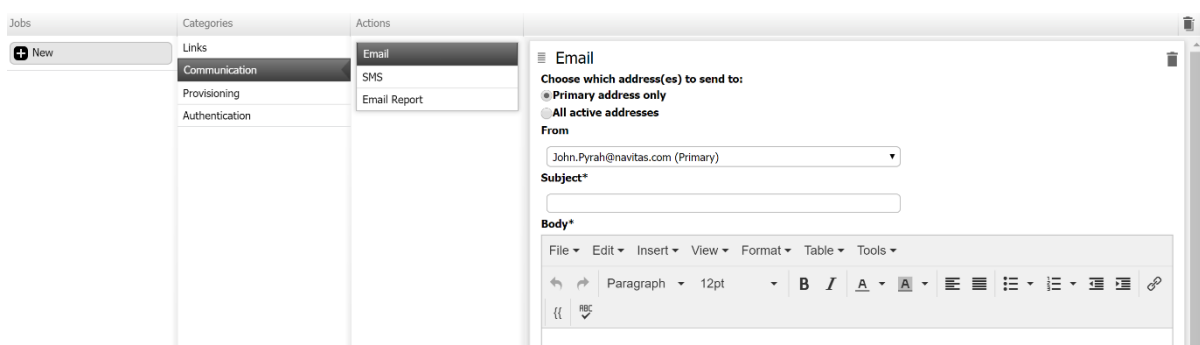 Jobs Categories Actions
New
Links
Communication
Provisioning
Authentication
Email
SMS
Email Report
Email
Choose which address(es) to send to:
Primary address only
All active addresses
From
John.Pyrah@navitas.com (Primary)
Subject*
Body*
File Edit Insert View Format Table Tools
Paragraph 12pt B I A A
{{ ABC